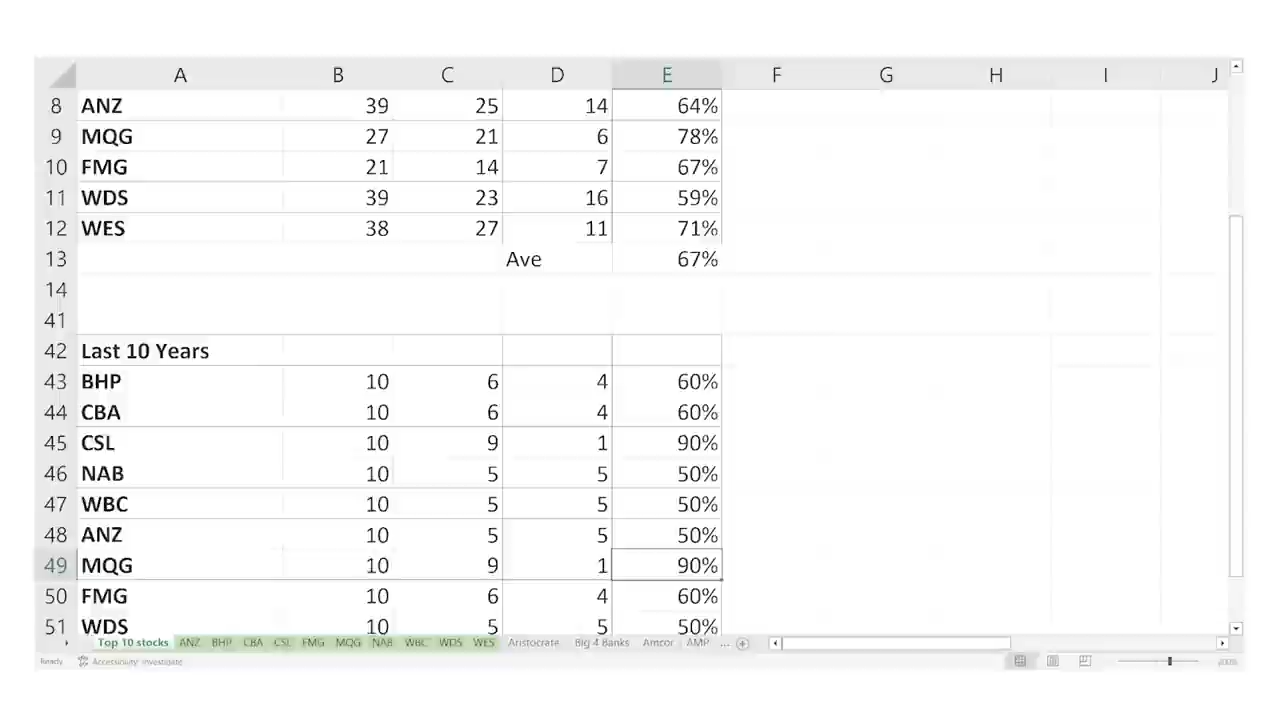 A B C D E F G H I J
8 ANZ 39 25 14 64%
9 MQG 27 21 6 78%
10 FMG 21 14 7 67%
11 WDS 39 23 16 59%
12 WES 38 27 11 71%
13 Ave 67%
14
41
42 Last 10 Years
43 BHP 10 6 4 60%
44 CBA 10 6 4 60%
45 CSL 10 9 1 90%
46 NAB 10 5 5 50%
47 WBC 10 5 5 50%
48 ANZ 10 5 5 50%
49 MQG 10 9 1 90%
50 FMG 10 6 4 60%
51 WDS 10 5 5 50%
Top 10 stocks ANZ BHP CBA CSL FMG MQG NAB WBC WDS WES Aristocrate Big 4 Banks Amcor AMP ...
Ready Accessibility: Investigate